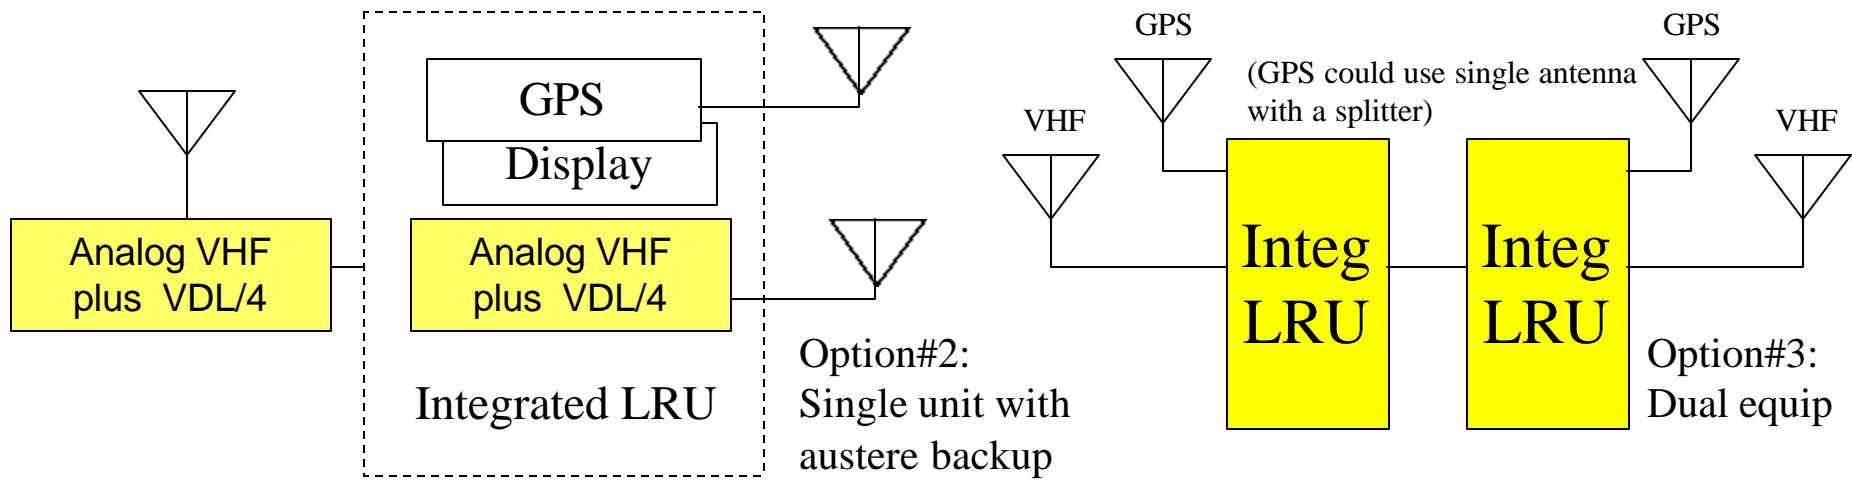 GPS
Display
Analog VHF
plus VDL/4
Analog VHF
plus VDL/4
Integrated LRU
Option#2:
Single unit with
austere backup
GPS
GPS
(GPS could use single antenna
with a splitter)
VHF
VHF
Integ
LRU
Integ
LRU
Option#3:
Dual equip